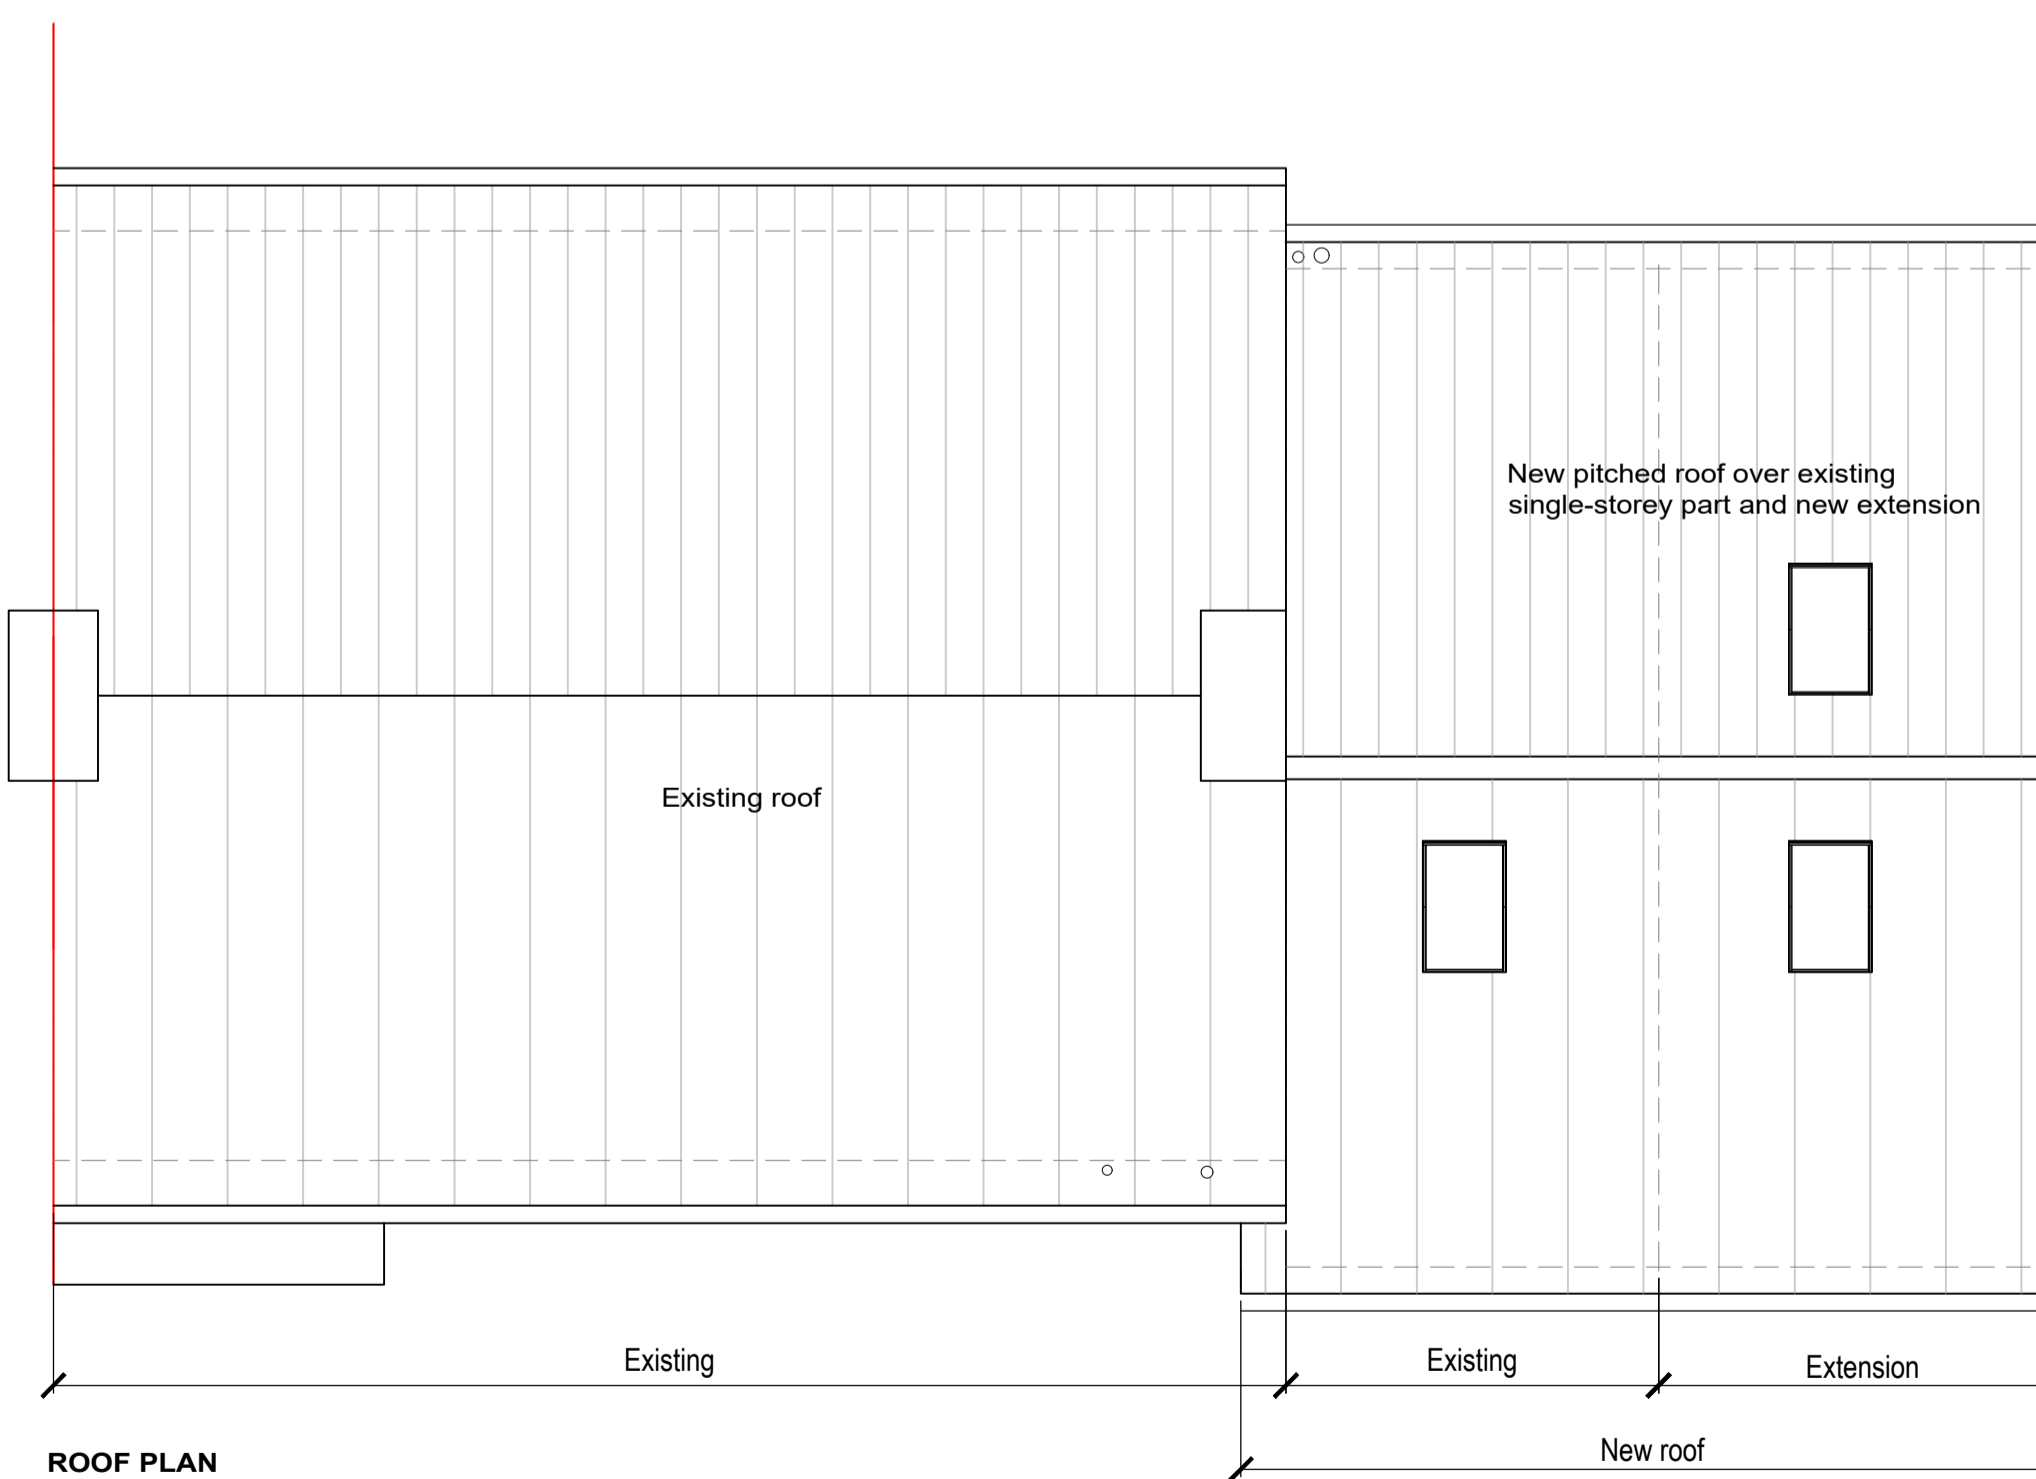 New pitched roof over existing
single-storey part and new extension
Existing roof
Existing
Existing
Extension
New roof
ROOF PLAN